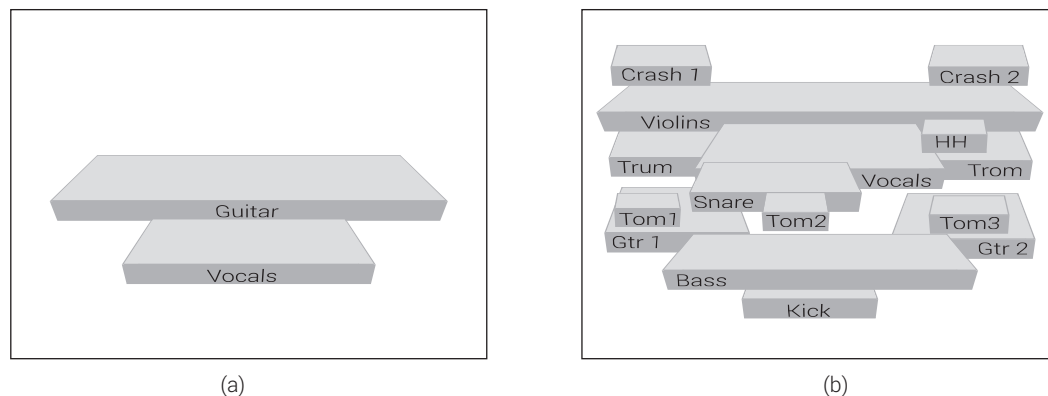 Guitar
Vocals
(a)
Crash 1
Crash 2
Violins
HH
Trum
Vocals
Trom
Snare
Tom1
Tom2
Tom3
Gtr 1
Gtr 2
Bass
Kick
(b)